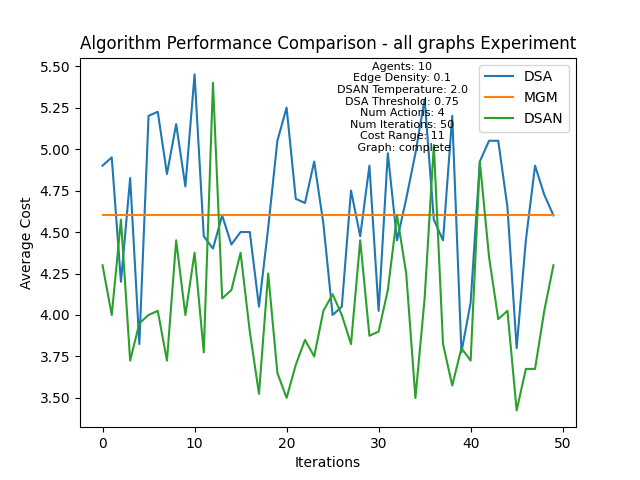 Algorithm Performance Comparison - all graphs Experiment
Agents: 10
Edge Density: 0.1
DSAN Temperature: 2.0
DSA Threshold: 0.75
Num Actions: 4
Num Iterations: 50
Cost Range: 11
Graph: complete
DSA
MGM
DSAN
Average Cost
5.50
5.25
5.00
4.75
4.50
4.25
4.00
3.75
3.50
0 10 20 30 40 50
Iterations